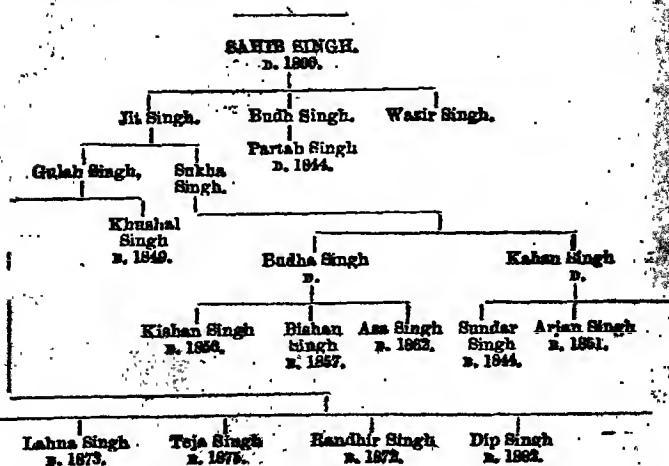 SAHIB SINGH.
D. 1800.
Jit Singh. Budh Singh. Wazir Singh.
Partab Singh
D. 1844.
Gulab Singh, Sukha
Singh.
Khushal
Singh
B. 1849.
Budha Singh Kahan Singh
D. D.
Kishan Singh Bishan Asa Singh Sundar Arjan Singh
B. 1856. Singh B. 1862. Singh B. 1851.
B. 1857. B. 1844.
Lahna Singh Teja Singh Randhir Singh Dip Singh
B. 1873. B. 1875. B. 1872. B. 1882.